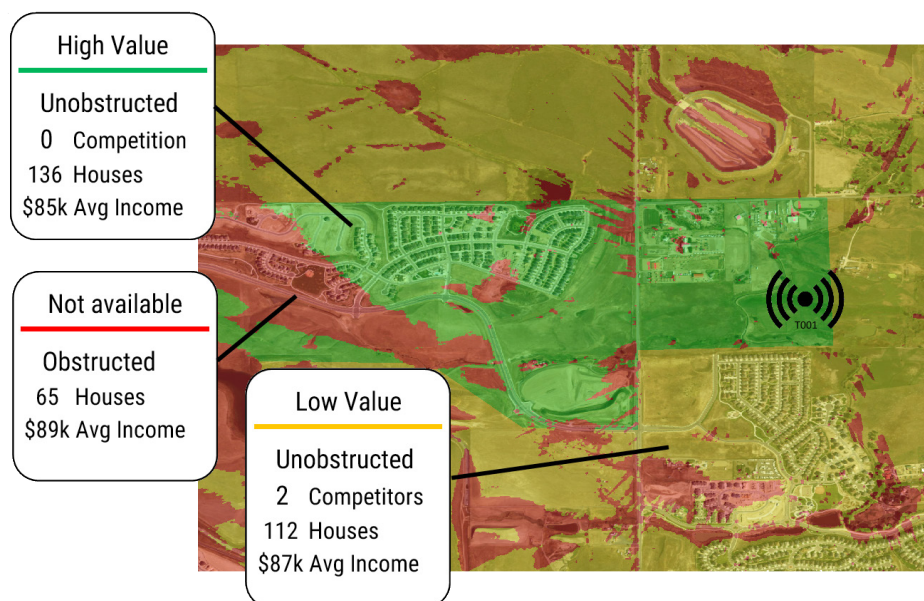 High Value
Unobstructed
0 Competition
136 Houses
$85k Avg Income
Not available
Obstructed
65 Houses
$89k Avg Income
Low Value
Unobstructed
2 Competitors
112 Houses
$87k Avg Income
T001